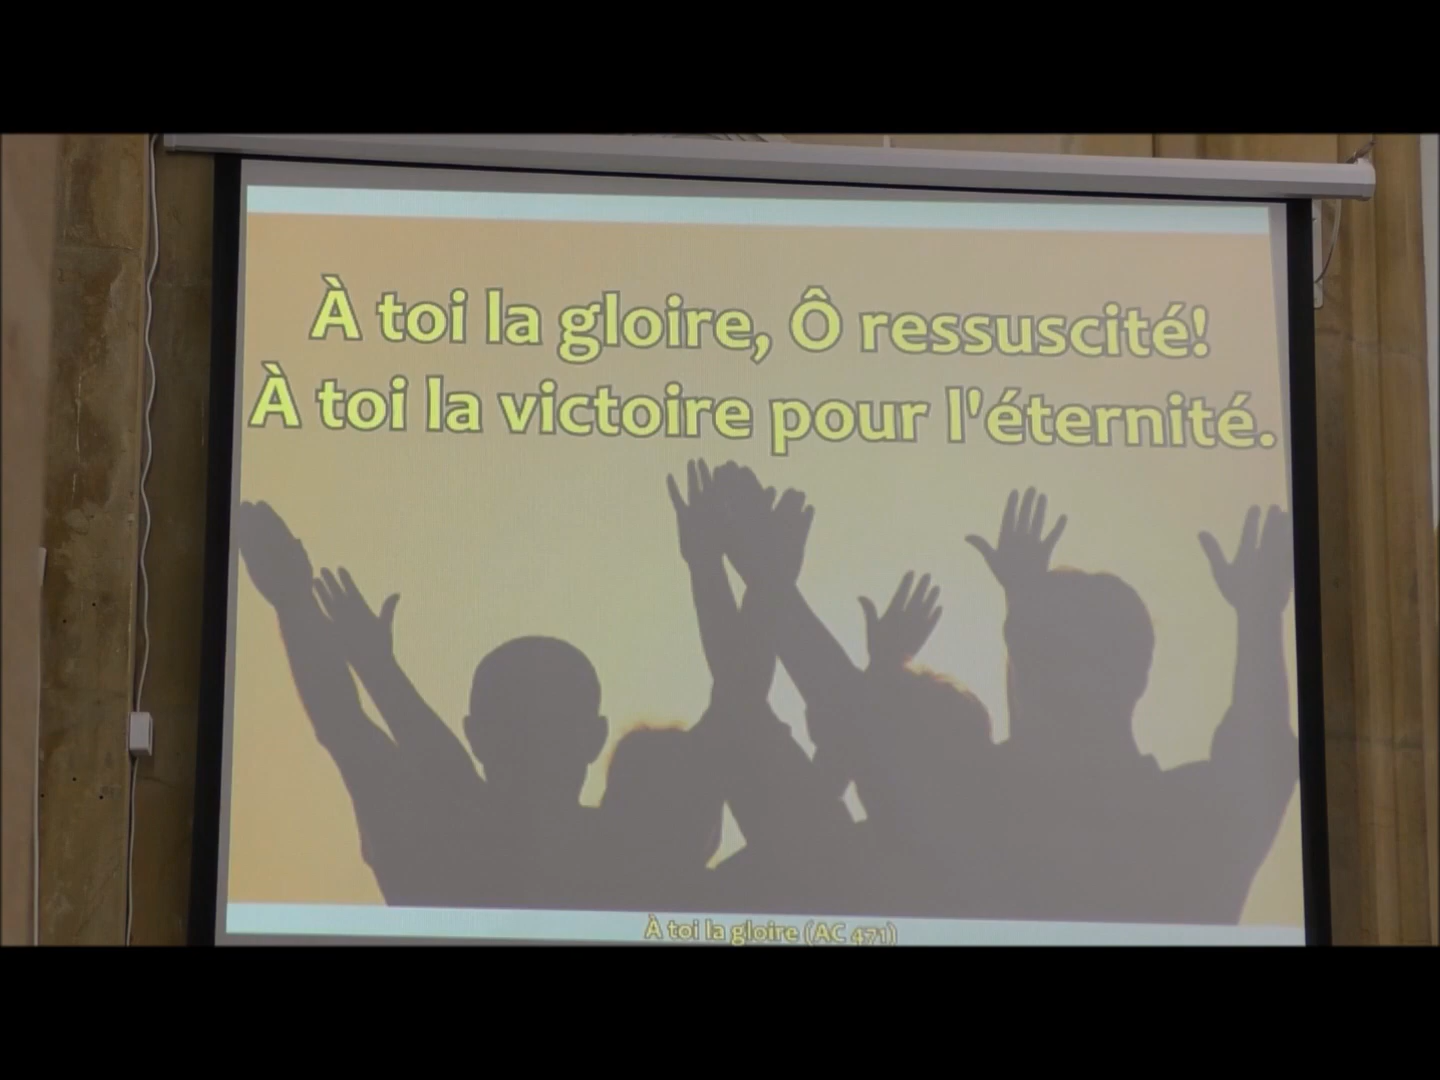 À toi la gloire, Ô ressuscité!
À toi la victoire pour l'éternité.
À toi la gloire (AC 471)